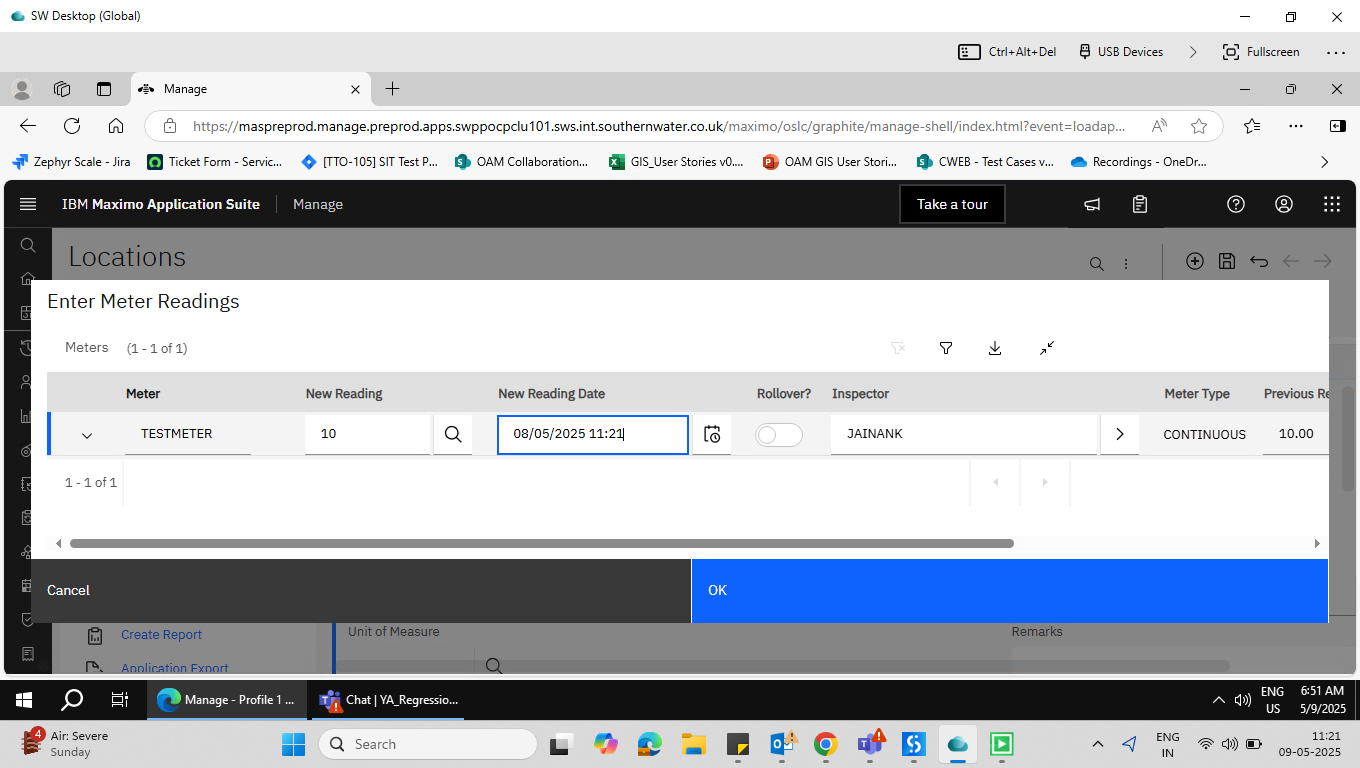 SW Desktop (Global)
Ctrl+Alt+Del
USB Devices
Fullscreen
Manage
https://maspreprod.manage.preprod.apps.swppocpclu101.sws.int.southernwater.co.uk/maximo/oslc/graphite/manage-shell/index.html?event=loadap...
Zephyr Scale - Jira
Ticket Form - Servic...
[TTO-105] SIT Test P...
OAM Collaboration...
GIS_User Stories v0....
OAM GIS User Stori...
CWEB - Test Cases v...
Recordings - OneDr...
IBM Maximo Application Suite
Manage
Take a tour
Locations
Enter Meter Readings
Meters
(1 - 1 of 1)
Meter
New Reading
New Reading Date
Rollover?
Inspector
Meter Type
Previous Re
TESTMETER
10
08/05/2025 11:21
JAINANK
CONTINUOUS
10.00
1 - 1 of 1
Cancel
OK
Create Report
Unit of Measure
Remarks
Application Export
Manage - Profile 1 ...
Chat | YA_Regressio...
ENG
US
6:51 AM
5/9/2025
4
Air: Severe
Sunday
Search
ENG
IN
11:21
09-05-2025